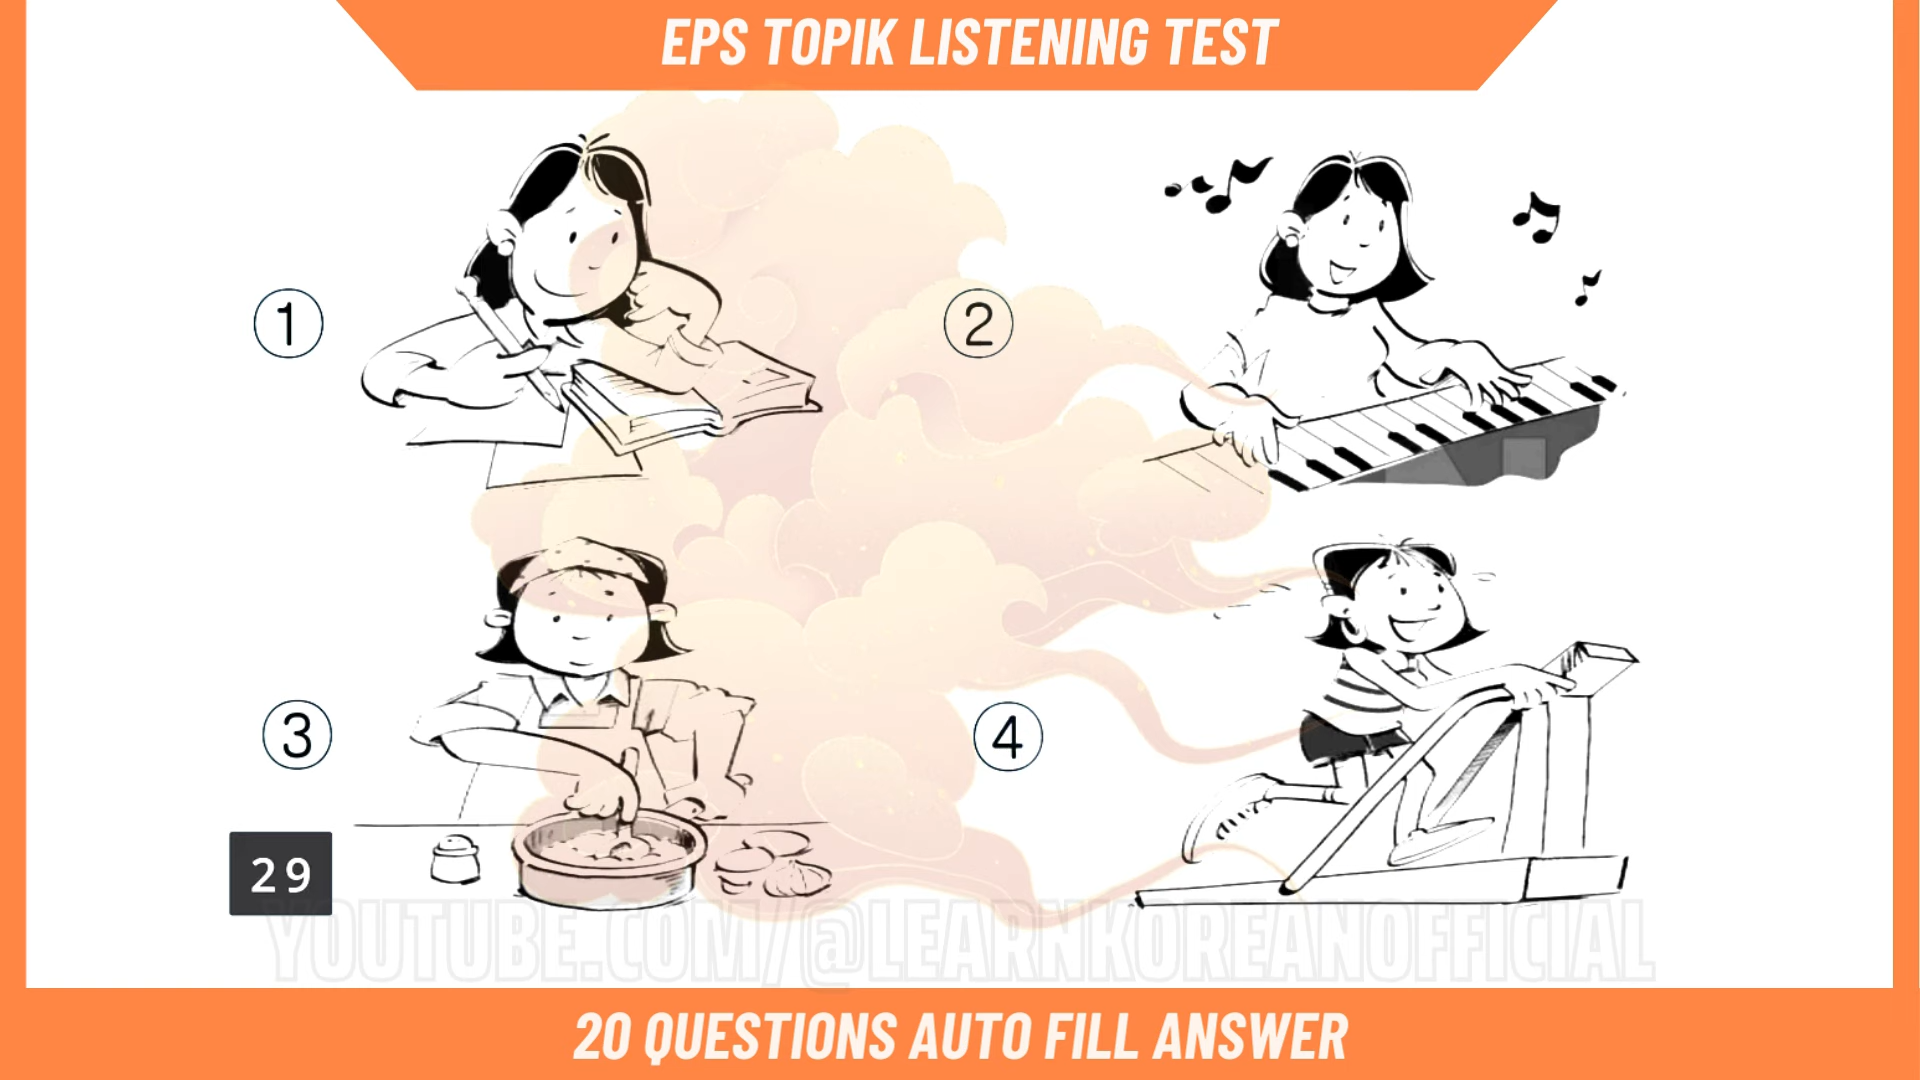 EPS TOPIK LISTENING TEST
1
2
3
4
29
YOUTUBE.COM/@LEARNKOREANOFFICIAL
20 QUESTIONS AUTO FILL ANSWER